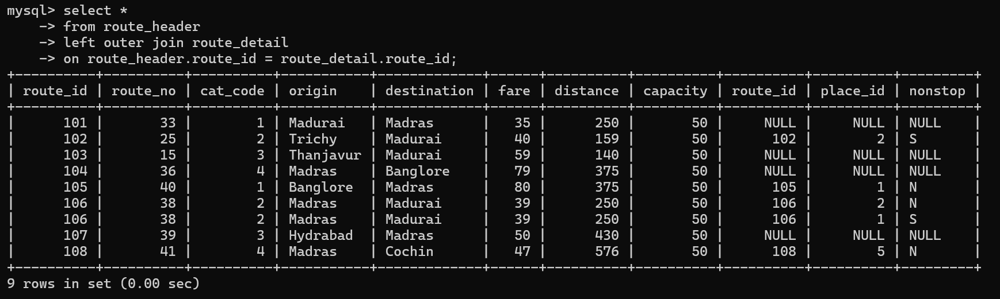 mysql> select *
    -> from route_header
    -> left outer join route_detail
    -> on route_header.route_id = route_detail.route_id;
+----------+----------+----------+-----------+-------------+------+----------+----------+----------+----------+---------+
| route_id | route_no | cat_code | origin    | destination | fare | distance | capacity | route_id | place_id | nonstop |
+----------+----------+----------+-----------+-------------+------+----------+----------+----------+----------+---------+
|      101 |       33 |        1 | Madurai   | Madras      |   35 |      250 |       50 |     NULL |     NULL | NULL    |
|      102 |       25 |        2 | Trichy    | Madurai     |   40 |      159 |       50 |      102 |        2 | S       |
|      103 |       15 |        3 | Thanjavur | Madurai     |   59 |      140 |       50 |     NULL |     NULL | NULL    |
|      104 |       36 |        4 | Madras    | Banglore    |   79 |      375 |       50 |     NULL |     NULL | NULL    |
|      105 |       40 |        1 | Banglore  | Madras      |   80 |      375 |       50 |      105 |        1 | N       |
|      106 |       38 |        2 | Madras    | Madurai     |   39 |      250 |       50 |      106 |        2 | N       |
|      106 |       38 |        2 | Madras    | Madurai     |   39 |      250 |       50 |      106 |        1 | S       |
|      107 |       39 |        3 | Hydrabad  | Madras      |   50 |      430 |       50 |     NULL |     NULL | NULL    |
|      108 |       41 |        4 | Madras    | Cochin      |   47 |      576 |       50 |      108 |        5 | N       |
+----------+----------+----------+-----------+-------------+------+----------+----------+----------+----------+---------+
9 rows in set (0.00 sec)